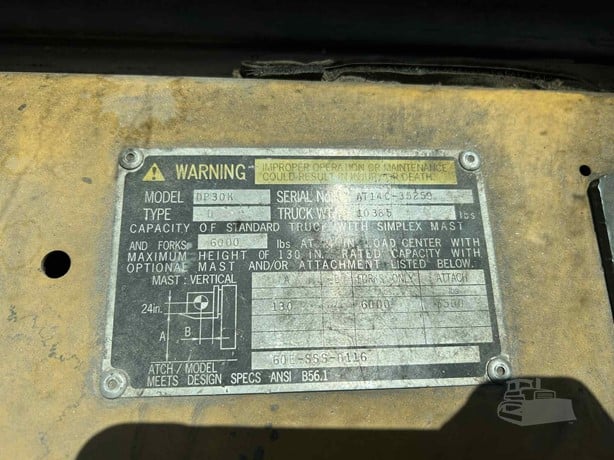 WARNING IMPROPER OPERATION OR MAINTENANCE
COULD RESULT IN INJURY OR DEATH.
MODEL DP30K SERIAL NO. AT14C-35250
TYPE D TRUCK WT. 10385 lbs
CAPACITY OF STANDARD TRUCK WITH SIMPLEX MAST
AND FORKS 6000 lbs AT IN. LOAD CENTER WITH
MAXIMUM HEIGHT OF 130 IN. RATED CAPACITY WITH
OPTIONAL MAST AND/OR ATTACHMENT LISTED BELOW.
MAST: VERTICAL
A FORKS ONLY ATTACH
24in. 130 6000
B
A
ATCH/MODEL
MEETS DESIGN SPECS ANSI B56.1